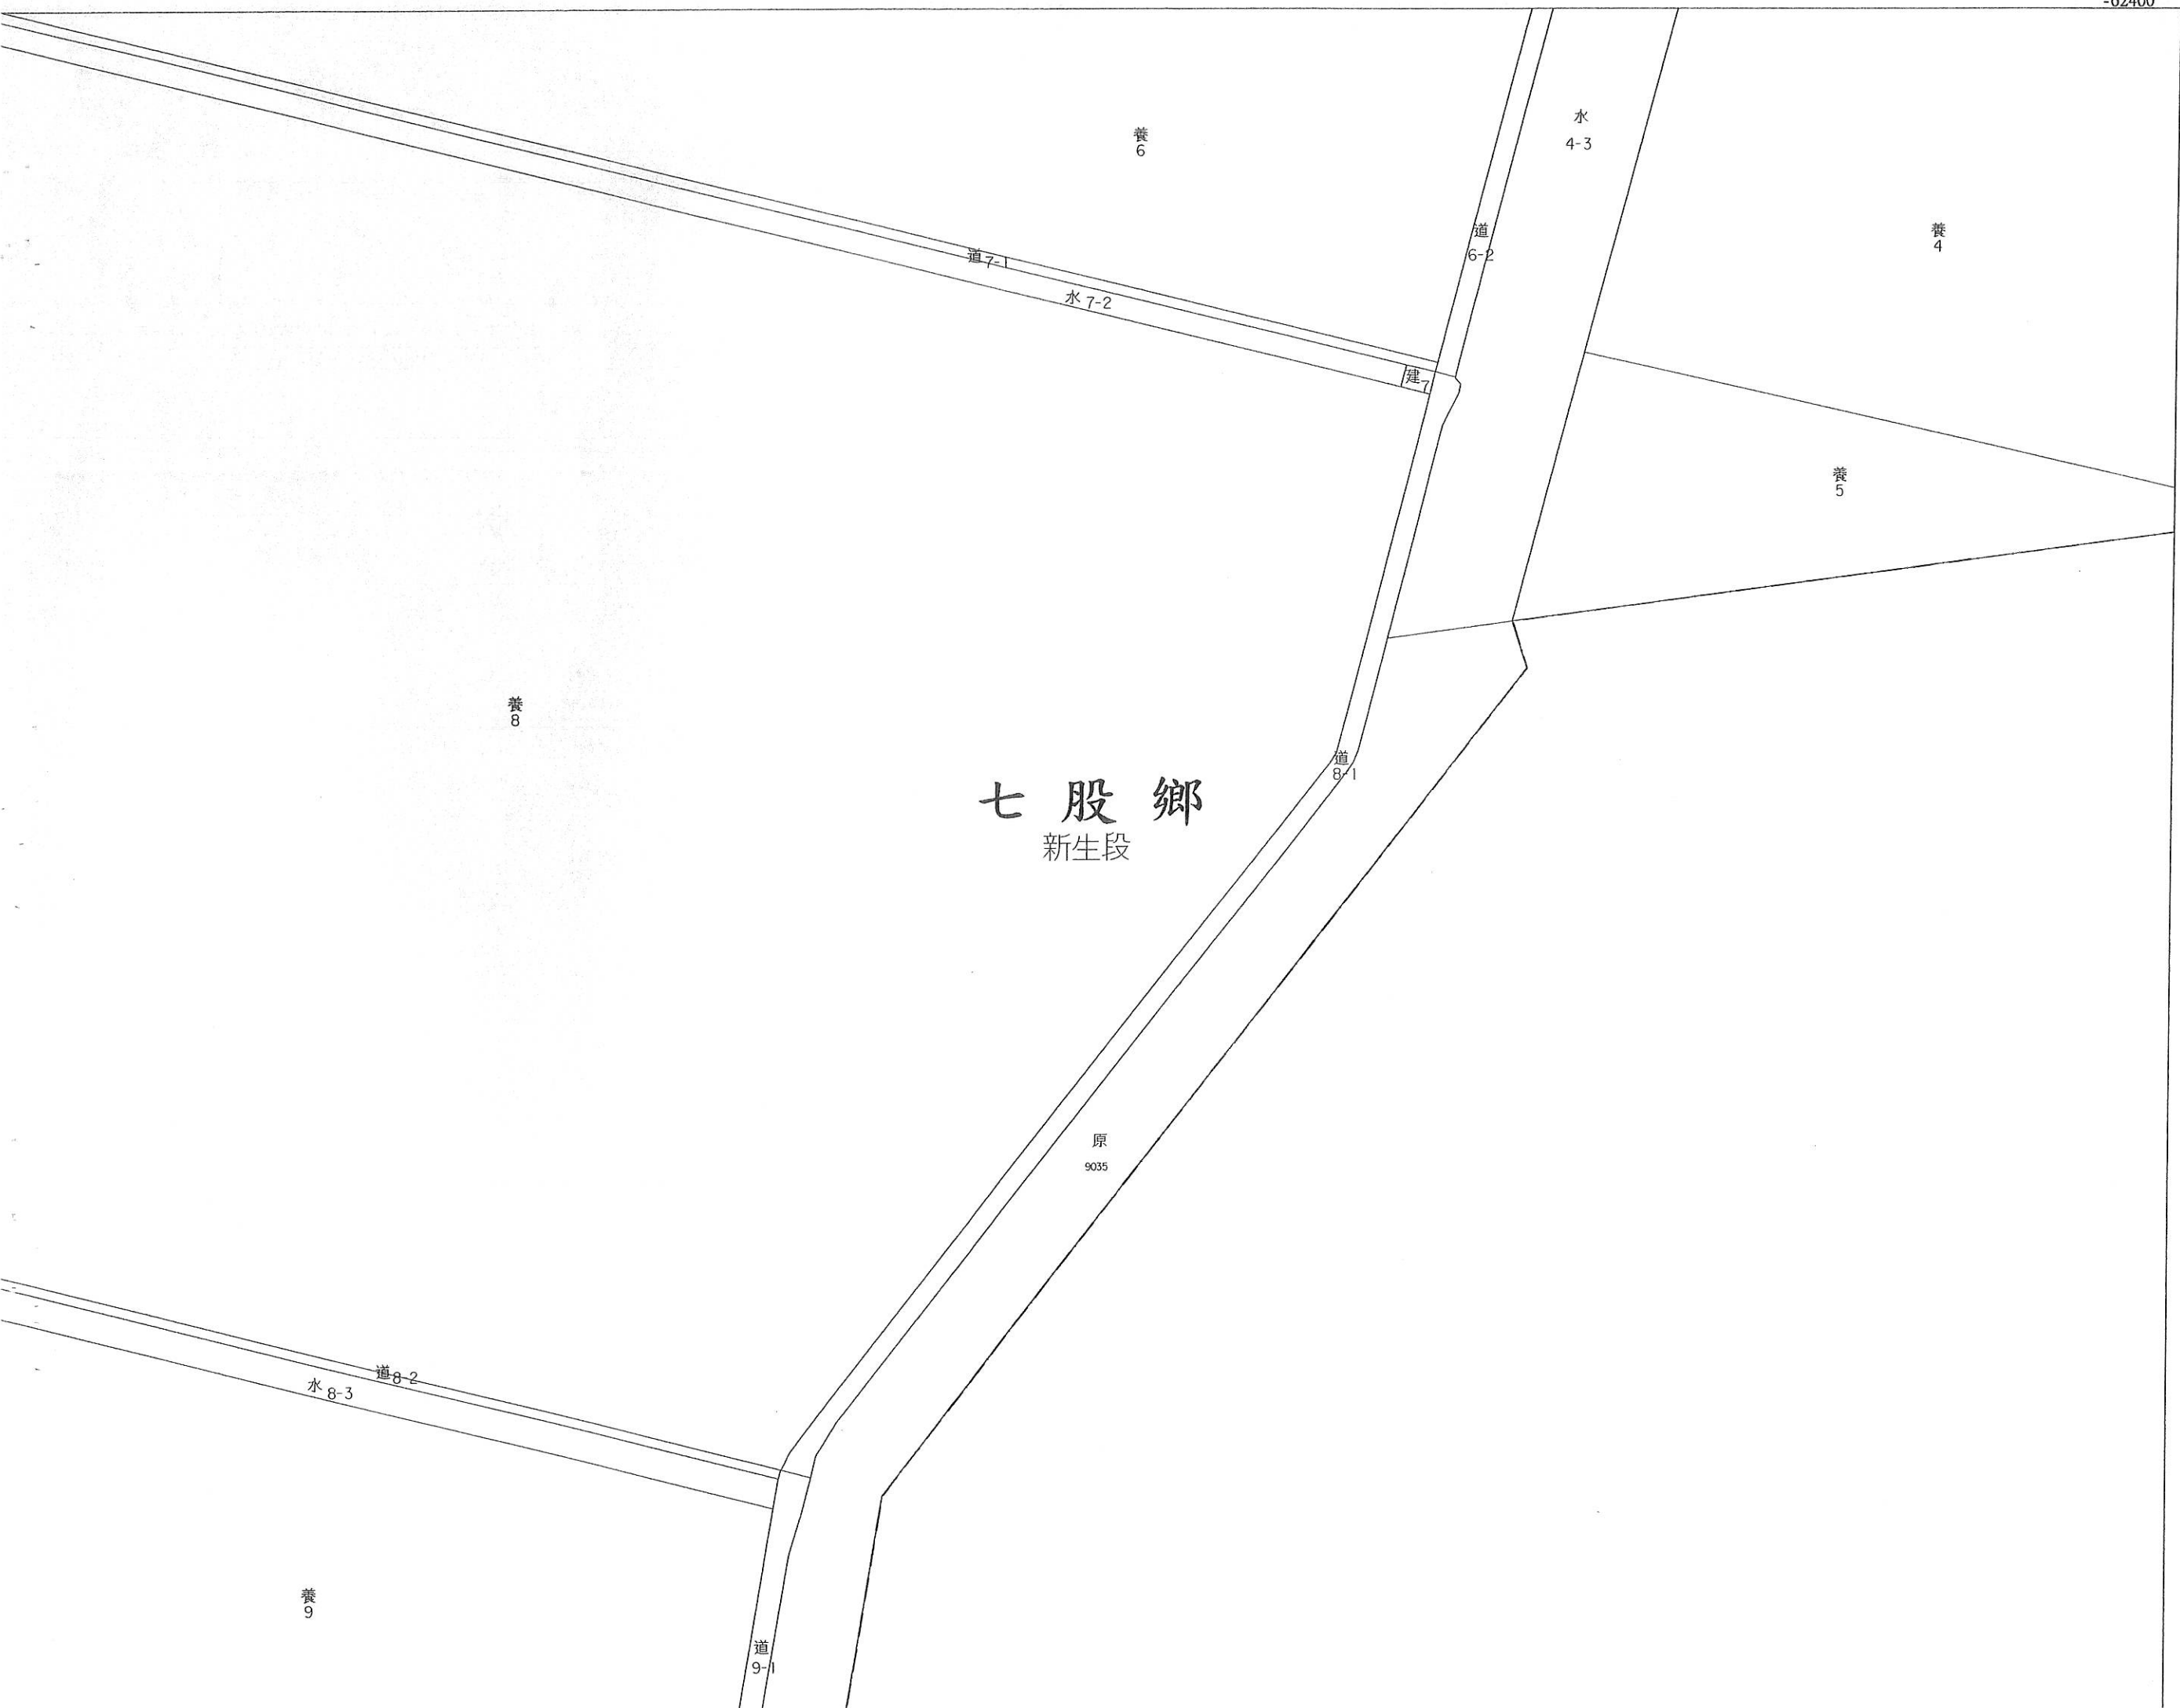 -62400
水
4-3
養
6
道
6-2
養
4
道7-1
水 7-2
建7
養
5
養
8
道
8-1
七 股 鄉
新生段
原
9035
道8-2
水 8-3
養
9
道
9-1